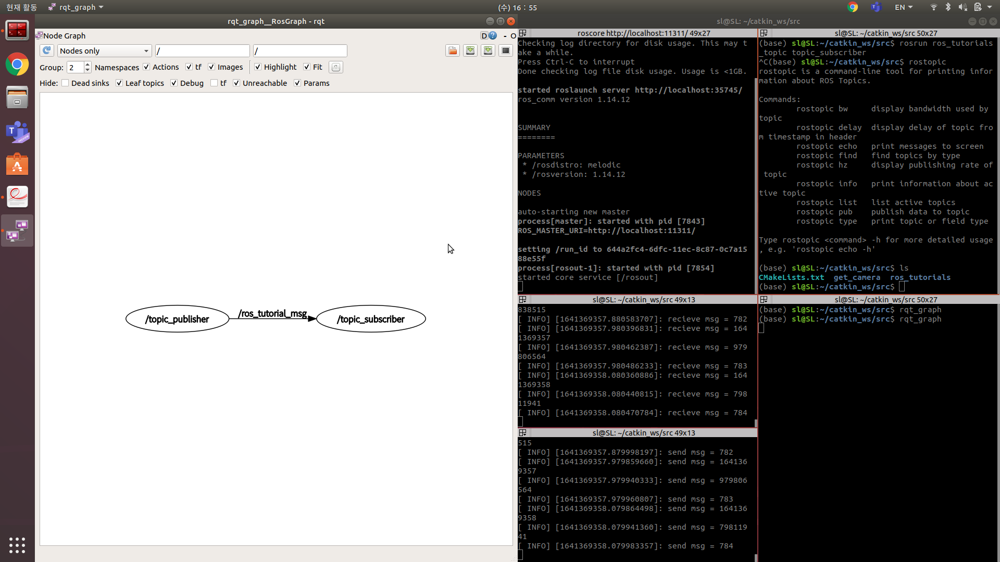 현재 활동
rqt_graph
(수) 16 : 55
EN
rqt_graph__RosGraph - rqt
Node Graph
D
?
- O
Nodes only
/
/
Group: 2 Namespaces Actions tf Images Highlight Fit
Hide: Dead sinks Leaf topics Debug tf Unreachable Params
/topic_publisher
/ros_tutorial_msg
/topic_subscriber
sl@SL: ~/catkin_ws/src
roscore http://localhost:11311/ 49x27
Checking log directory for disk usage. This may t
ake a while.
Press Ctrl-C to interrupt
Done checking log file disk usage. Usage is <1GB.
started roslaunch server http://localhost:35745/
ros_comm version 1.14.12
SUMMARY
========
PARAMETERS
* /rosdistro: melodic
* /rosversion: 1.14.12
NODES
auto-starting new master
process[master]: started with pid [7843]
ROS_MASTER_URI=http://localhost:11311/
setting /run_id to 644a2fc4-6dfc-11ec-8c87-0c7a15
88e55f
process[rosout-1]: started with pid [7854]
started core service [/rosout]
sl@SL: ~/catkin_ws/src 50x27
(base) sl@SL:~/catkin_ws/src$ rosrun ros_tutorials
_topic topic_subscriber
^C(base) sl@SL:~/catkin_ws/src$ rostopic
rostopic is a command-line tool for printing infor
mation about ROS Topics.
Commands:
rostopic bw display bandwidth used by
topic
rostopic delay display delay of topic fro
m timestamp in header
rostopic echo print messages to screen
rostopic find find topics by type
rostopic hz display publishing rate of
topic
rostopic info print information about ac
tive topic
rostopic list list active topics
rostopic pub publish data to topic
rostopic type print topic or field type
Type rostopic <command> -h for more detailed usage
, e.g. 'rostopic echo -h'
(base) sl@SL:~/catkin_ws/src$ ls
CMakeLists.txt get_camera ros_tutorials
(base) sl@SL:~/catkin_ws/src$
sl@SL: ~/catkin_ws/src 49x13
838515
[ INFO] [1641369357.880583707]: recieve msg = 782
[ INFO] [1641369357.980396831]: recieve msg = 164
1369357
[ INFO] [1641369357.980462387]: recieve msg = 979
806564
[ INFO] [1641369357.980486233]: recieve msg = 783
[ INFO] [1641369358.080360886]: recieve msg = 164
1369358
[ INFO] [1641369358.080440815]: recieve msg = 798
11941
[ INFO] [1641369358.080470784]: recieve msg = 784
sl@SL: ~/catkin_ws/src 50x27
(base) sl@SL:~/catkin_ws/src$ rqt_graph
(base) sl@SL:~/catkin_ws/src$ rqt_graph
sl@SL: ~/catkin_ws/src 49x13
515
[ INFO] [1641369357.879998197]: send msg = 782
[ INFO] [1641369357.979859660]: send msg = 164136
9357
[ INFO] [1641369357.979940333]: send msg = 979806
564
[ INFO] [1641369357.979960807]: send msg = 783
[ INFO] [1641369358.079864498]: send msg = 164136
9358
[ INFO] [1641369358.079941360]: send msg = 798119
41
[ INFO] [1641369358.079983357]: send msg = 784
T
PREVIEW